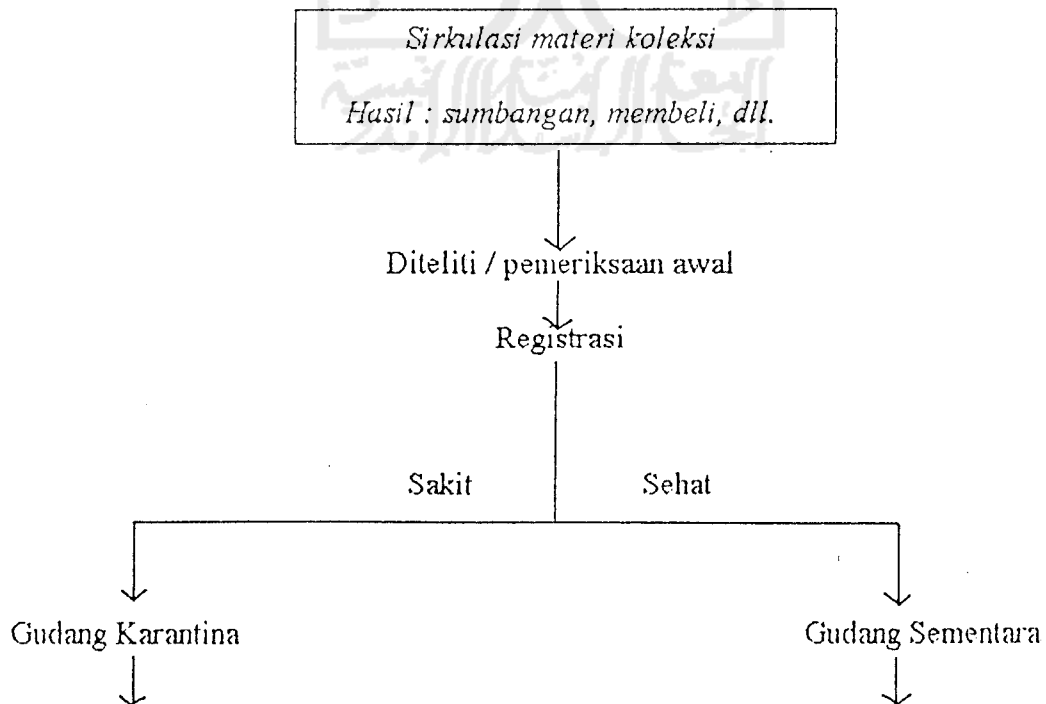 Sirkulasi materi koleksi
Hasil : sumbangan, membeli, dll.
Diteliti / pemeriksaan awal
Registrasi
Sakit
Sehat
Gudang Karantina
Gudang Sementara